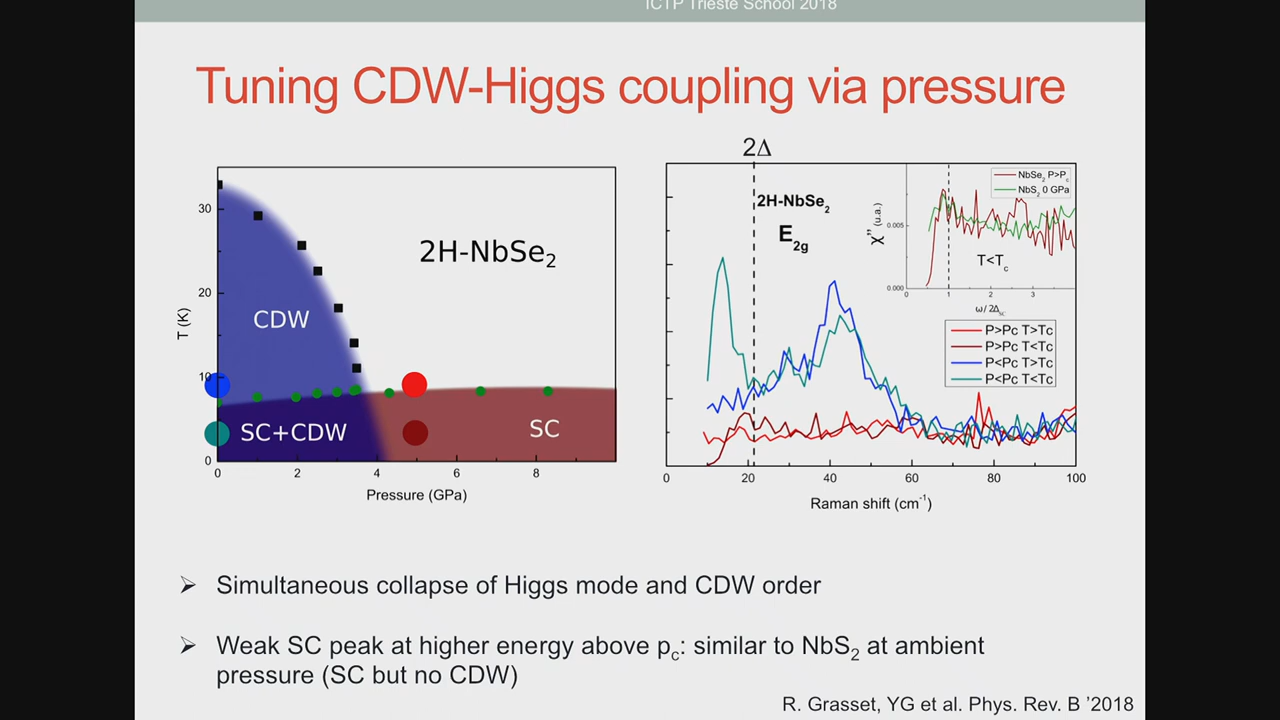 ICTP Trieste School 2018
Tuning CDW-Higgs coupling via pressure
30
20
10
0
T (K)
2H-NbSe2
CDW
SC+CDW
SC
0 2 4 6 8
Pressure (GPa)
2Δ
2H-NbSe2
E2g
χ'' (u.a.)
0.005
0.000
NbSe2 P>Pc
NbS2 0 GPa
T<Tc
0 1 2 3
ω/ 2ΔSC
P>Pc T>Tc
P>Pc T<Tc
P<Pc T>Tc
P<Pc T<Tc
0 20 40 60 80 100
Raman shift (cm-1)
➢ Simultaneous collapse of Higgs mode and CDW order
➢ Weak SC peak at higher energy above pc: similar to NbS2 at ambient
pressure (SC but no CDW)
R. Grasset, YG et al. Phys. Rev. B '2018